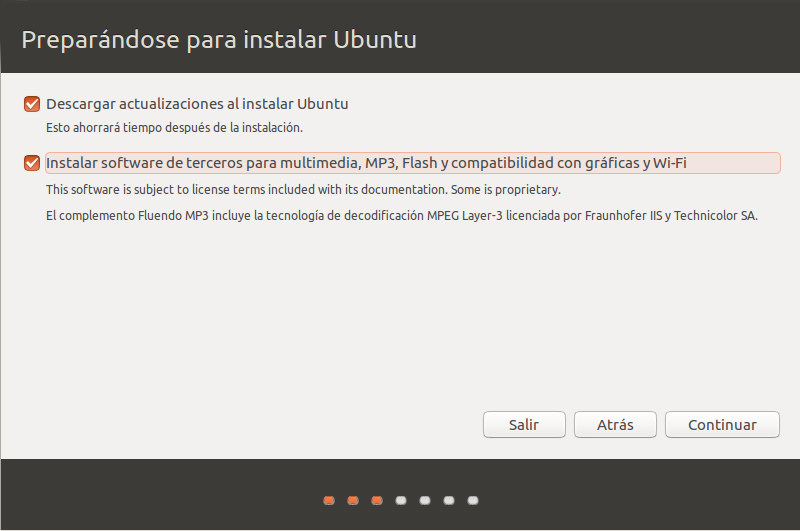 Preparándose para instalar Ubuntu
Descargar actualizaciones al instalar Ubuntu
Esto ahorrará tiempo después de la instalación.
Instalar software de terceros para multimedia, MP3, Flash y compatibilidad con gráficas y Wi-Fi
This software is subject to license terms included with its documentation. Some is proprietary.
El complemento Fluendo MP3 incluye la tecnología de decodificación MPEG Layer-3 licenciada por Fraunhofer IIS y Technicolor SA.
Salir
Atrás
Continuar